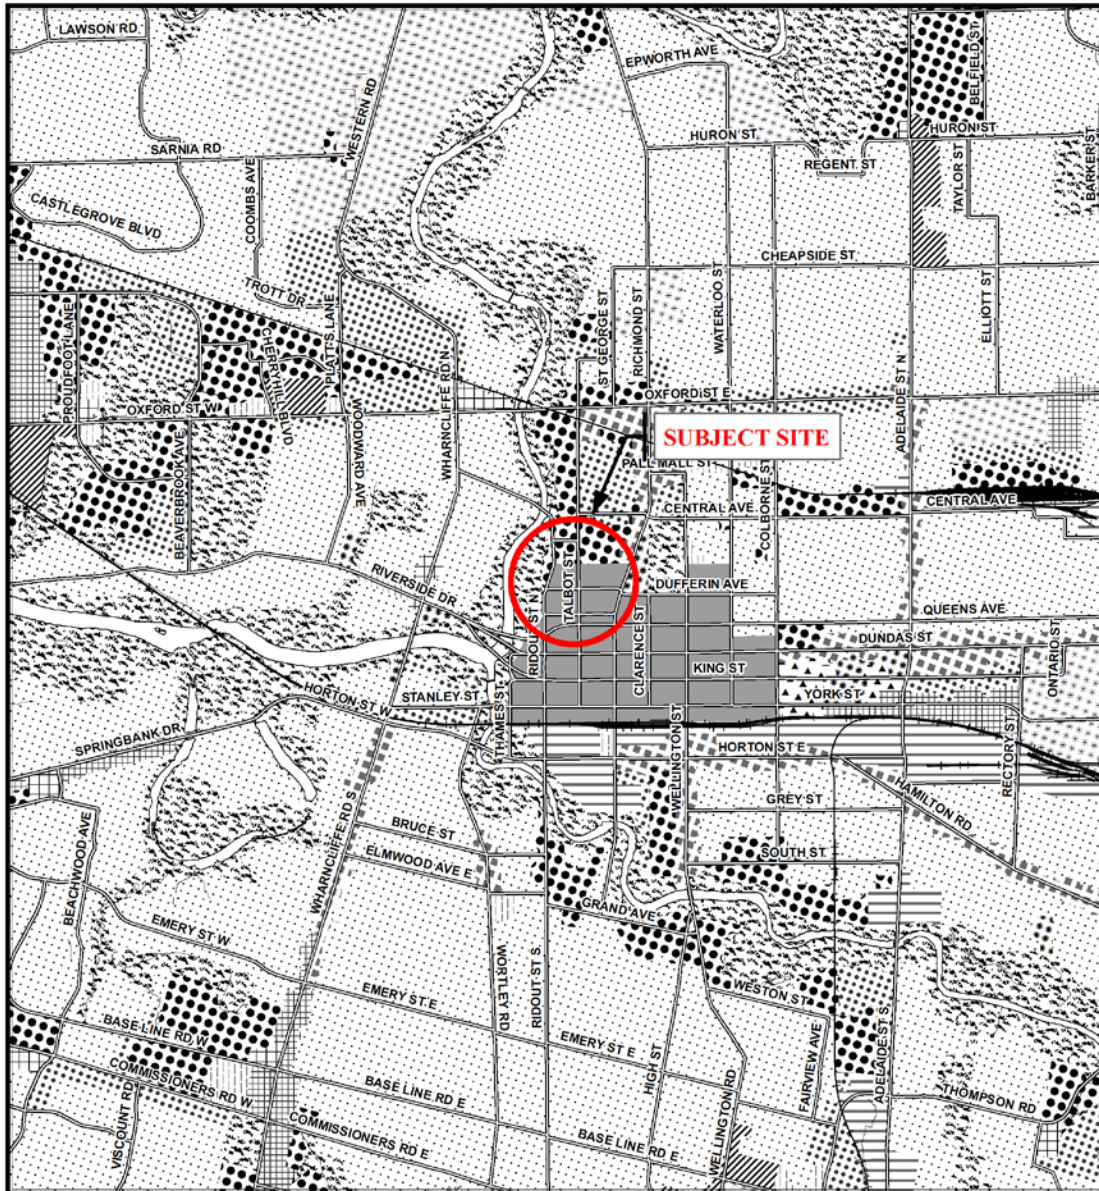 LAWSON RD
EPWORTH AVE
BELFIELD ST
WESTERN RD
HURON ST
HURON ST
SARNIA RD
REGENT ST
TAYLOR ST
BARKER ST
COOMBS AVE
CASTLEGROVE BLVD
CHEAPSIDE ST
TROTT DR
ST GEORGE ST
RICHMOND ST
WATERLOO ST
ELLIOTT ST
PROUDFOOT LANE
CHERRYHILL BLVD
PLATT'S LANE
WHARNCLIFFE RD N
ADELAIDE ST N
OXFORD ST E
OXFORD ST W
WOODWARD AVE
SUBJECT SITE
PALL MALL ST
BEAVERBROOK AVE
COLBORNE ST
CENTRAL AVE
CENTRAL AVE
TALBOT ST
RIVERSIDE DR
DUFFERIN AVE
QUEENS AVE
RIDOUT ST N
CLARENCE ST
DUNDAS ST
ONTARIO ST
KING ST
STANLEY ST
YORK ST
HORTON ST W
THAMES ST
SPRINGBANK DR
WELLINGTON ST
HORTON ST E
RECTORY ST
HAMILTON RD
GREY ST
WHARNCLIFFE RD S
BRUCE ST
BEACHWOOD AVE
ELMWOOD AVE E
SOUTH ST
GRAND AVE
EMERY ST W
WORTLEY RD
RIDOUT ST S
EMERY ST E
WESTON ST
BASE LINE RD W
EMERY ST E
HIGH ST
FAIRVIEW AVE
ADELAIDE ST S
COMMISSIONERS RD W
BASE LINE RD E
THOMPSON RD
VISCOUNT RD
COMMISSIONERS RD E
BASE LINE RD E
WELLINGTON RD